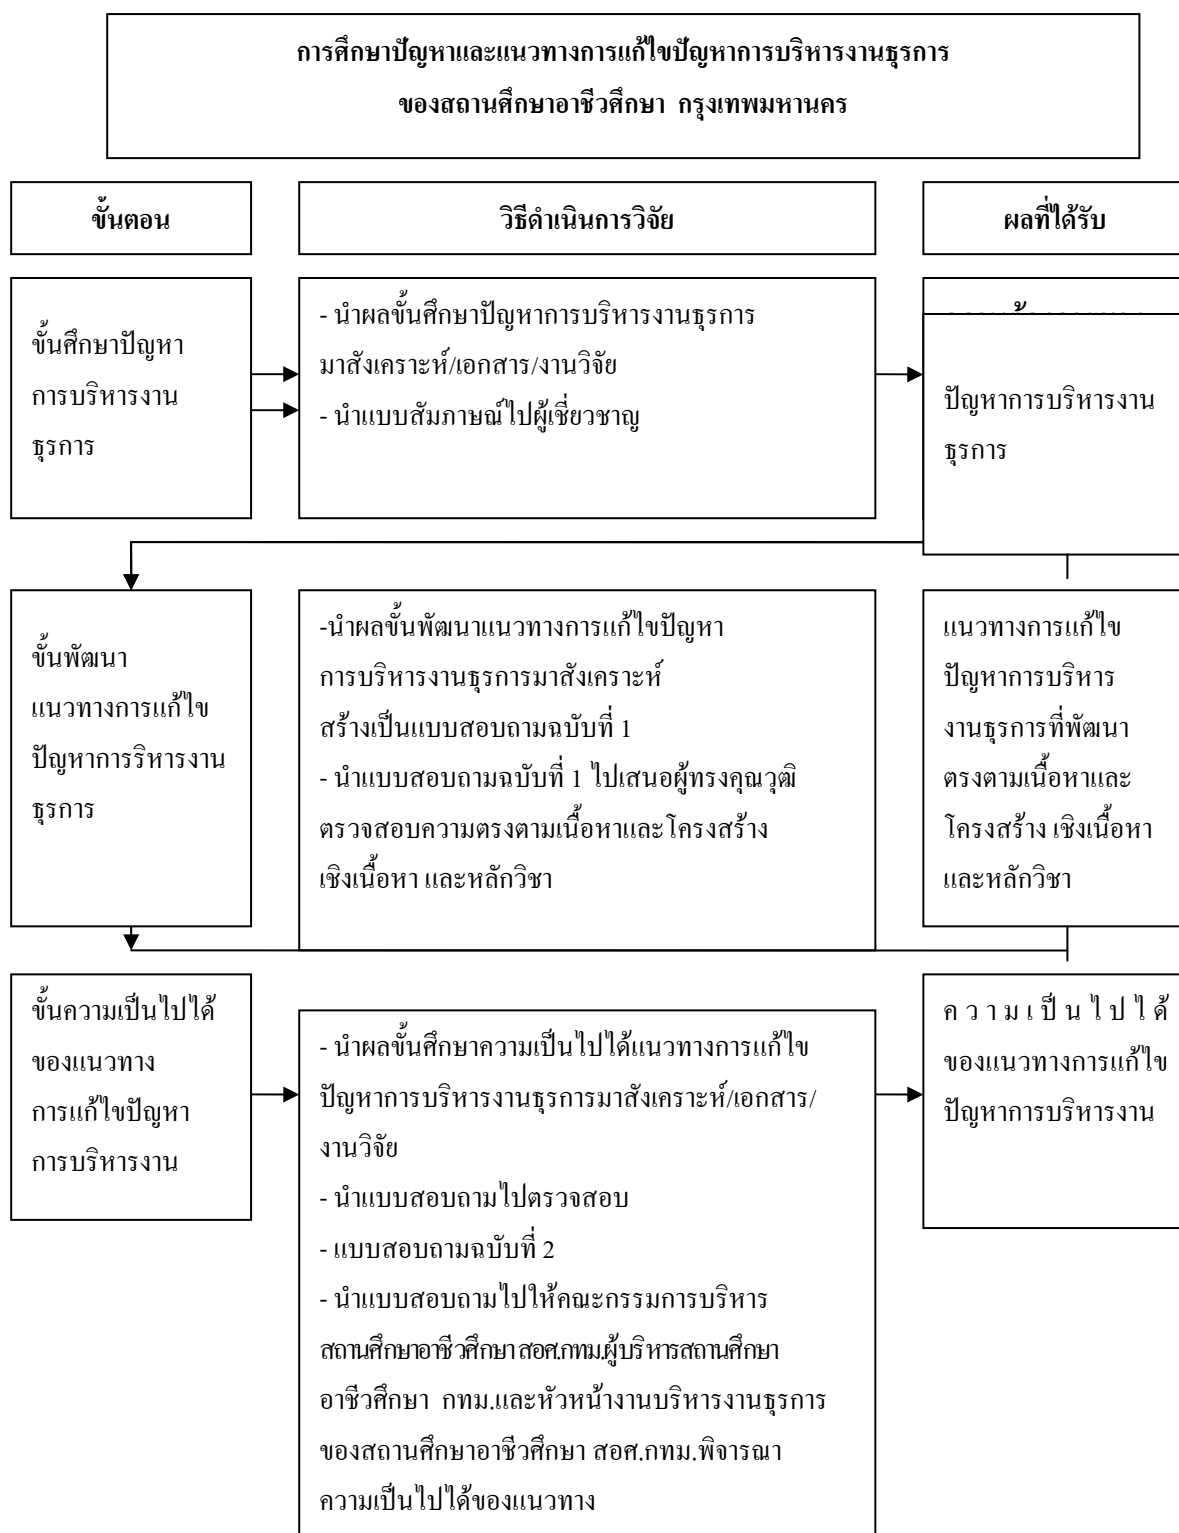 การศึกษาปัญหาและแนวทางการแก้ไขปัญหาการบริหารงานธุรการ
ของสถานศึกษาอาชีวศึกษา กรุงเทพมหานคร
ขั้นตอน
วิธีดำเนินการวิจัย
ผลที่ได้รับ
ขั้นศึกษาปัญหา
การบริหารงาน
ธุรการ
- นำผลขั้นศึกษาปัญหาการบริหารงานธุรการ
มาสังเคราะห์/เอกสาร/งานวิจัย
- นำแบบสัมภาษณ์ไปผู้เชี่ยวชาญ
ปัญหาการบริหารงาน
ธุรการ
ขั้นพัฒนา
แนวทางการแก้ไข
ปัญหาการริหารงาน
ธุรการ
-นำผลขั้นพัฒนาแนวทางการแก้ไขปัญหา
การบริหารงานธุรการมาสังเคราะห์
สร้างเป็นแบบสอบถามฉบับที่ 1
- นำแบบสอบถามฉบับที่ 1 ไปเสนอผู้ทรงคุณวุฒิ
ตรวจสอบความตรงตามเนื้อหาและโครงสร้าง
เชิงเนื้อหา และหลักวิชา
แนวทางการแก้ไข
ปัญหาการบริหาร
งานธุรการที่พัฒนา
ตรงตามเนื้อหาและ
โครงสร้าง เชิงเนื้อหา
และหลักวิชา
ขั้นความเป็นไปได้
ของแนวทาง
การแก้ไขปัญหา
การบริหารงาน
- นำผลขั้นศึกษาความเป็นไปได้แนวทางการแก้ไข
ปัญหาการบริหารงานธุรการมาสังเคราะห์/เอกสาร/
งานวิจัย
- นำแบบสอบถามไปตรวจสอบ
- แบบสอบถามฉบับที่ 2
- นำแบบสอบถามไปให้คณะกรรมการบริหาร
สถานศึกษาอาชีวศึกษา สอศ.กทม.ผู้บริหารสถานศึกษา
อาชีวศึกษา กทม.และหัวหน้างานบริหารงานธุรการ
ของสถานศึกษาอาชีวศึกษา สอศ.กทม.พิจารณา
ความเป็นไปได้ของแนวทาง
ค ว า ม เ ป็ น ไ ป ไ ด้
ของแนวทางการแก้ไข
ปัญหาการบริหารงาน